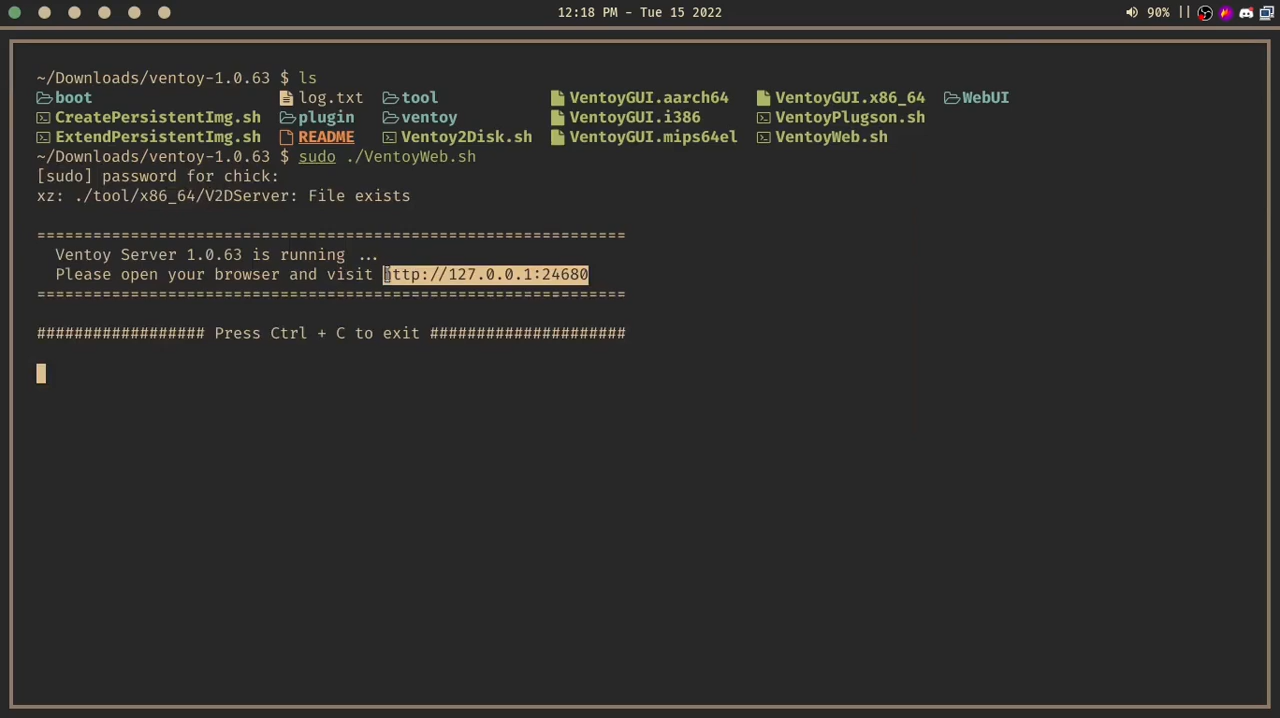 12:18 PM - Tue 15 2022
90% ||
~/Downloads/ventoy-1.0.63 $ ls
boot log.txt tool VentoyGUI.aarch64 VentoyGUI.x86_64 WebUI
CreatePersistentImg.sh plugin ventoy VentoyGUI.i386 VentoyPlugson.sh
ExtendPersistentImg.sh README Ventoy2Disk.sh VentoyGUI.mips64el VentoyWeb.sh
~/Downloads/ventoy-1.0.63 $ sudo ./VentoyWeb.sh
[sudo] password for chick:
xz: ./tool/x86_64/V2DServer: File exists
===============================================================
Ventoy Server 1.0.63 is running ...
Please open your browser and visit http://127.0.0.1:24680
===============================================================
################## Press Ctrl + C to exit #####################